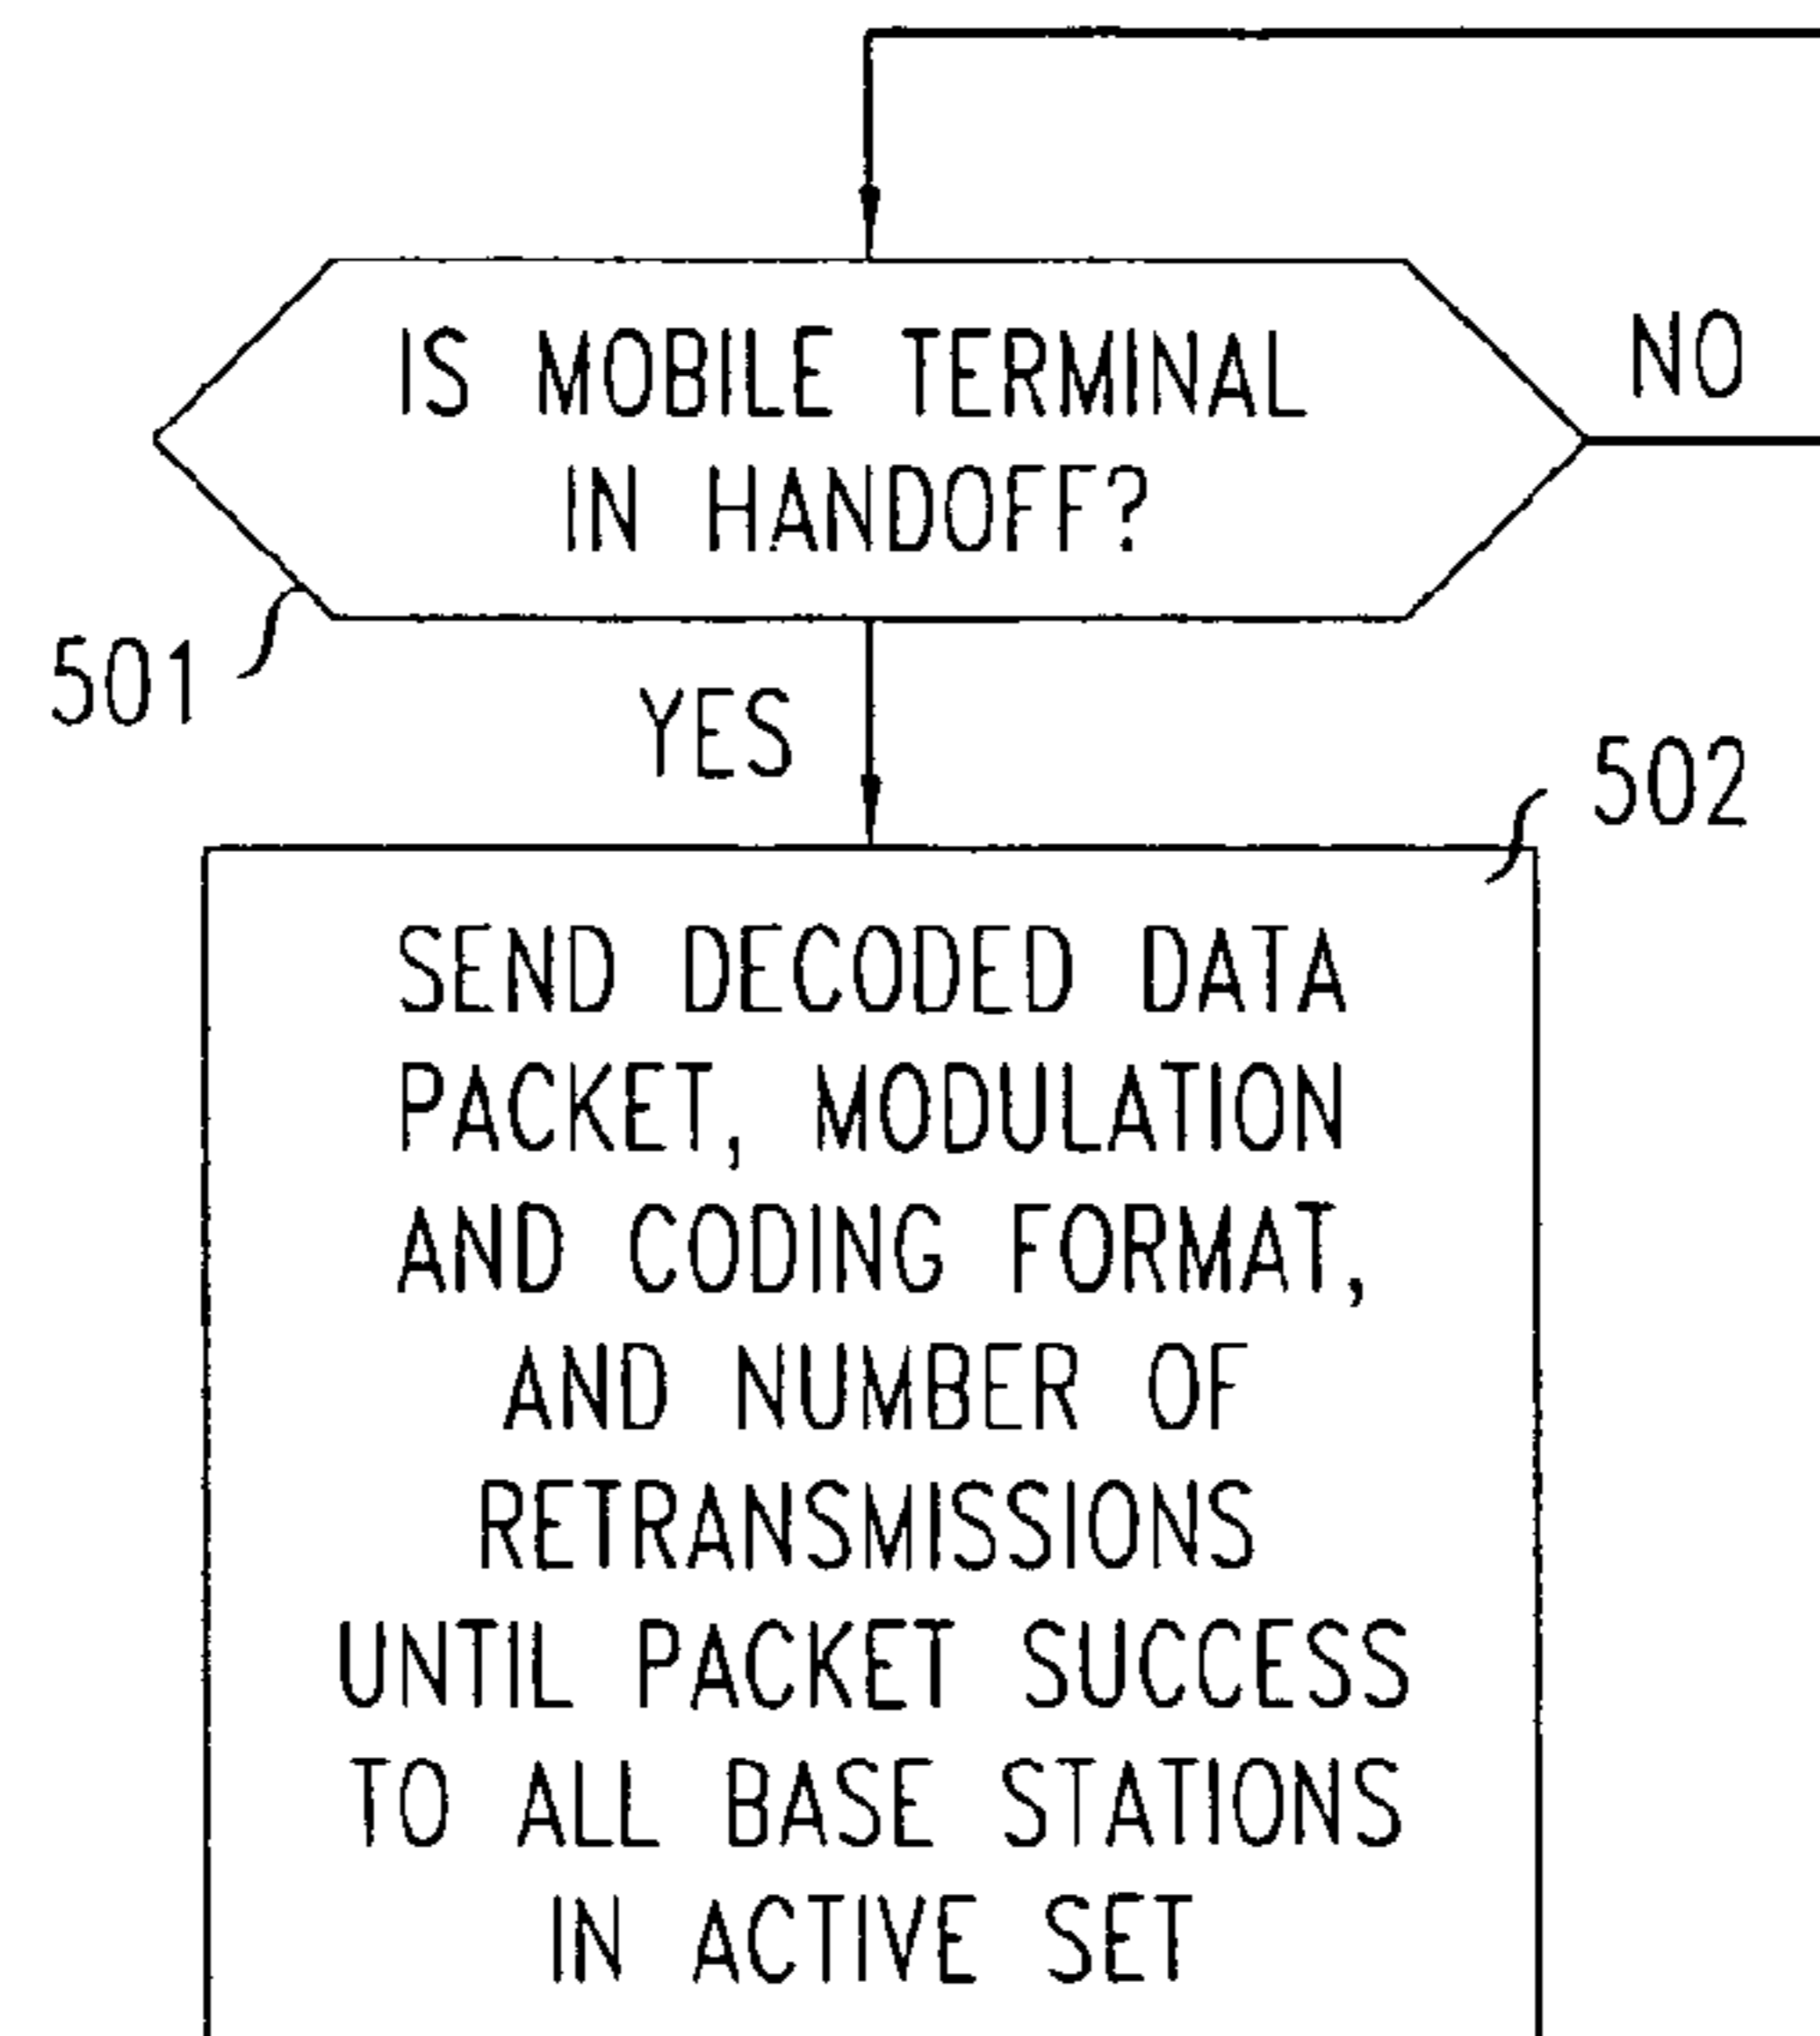 IS MOBILE TERMINAL
IN HANDOFF?
NO
501
YES
502
SEND DECODED DATA
PACKET, MODULATION
AND CODING FORMAT,
AND NUMBER OF
RETRANSMISSIONS
UNTIL PACKET SUCCESS
TO ALL BASE STATIONS
IN ACTIVE SET